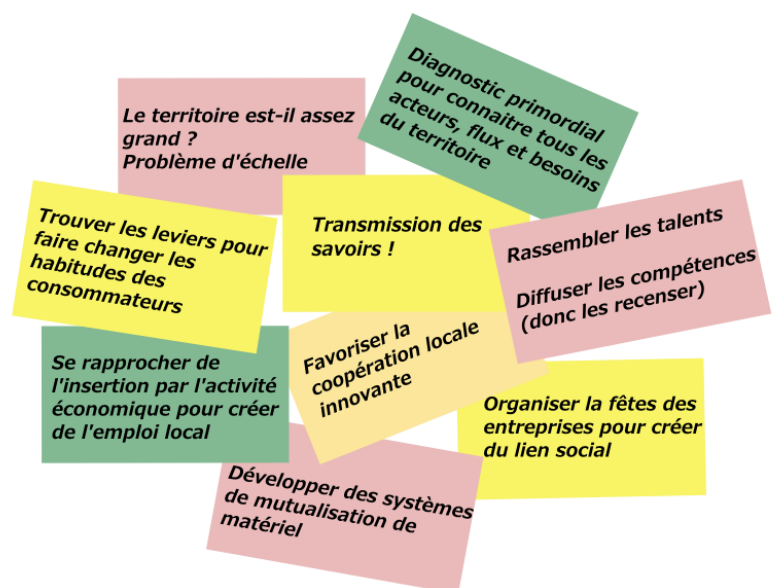 Diagnostic primordial
pour connaitre tous les
acteurs, flux et besoins
du territoire
Le territoire est-il assez
grand ?
Problème d'échelle
Trouver les leviers pour
faire changer les
habitudes des
consommateurs
Transmission des
savoirs !
Rassembler les talents
Diffuser les compétences
(donc les recenser)
Se rapprocher de
l'insertion par l'activité
économique pour créer
de l'emploi local
Favoriser la
coopération locale
innovante
Organiser la fêtes des
entreprises pour créer
du lien social
Développer des systèmes
de mutualisation de
matériel